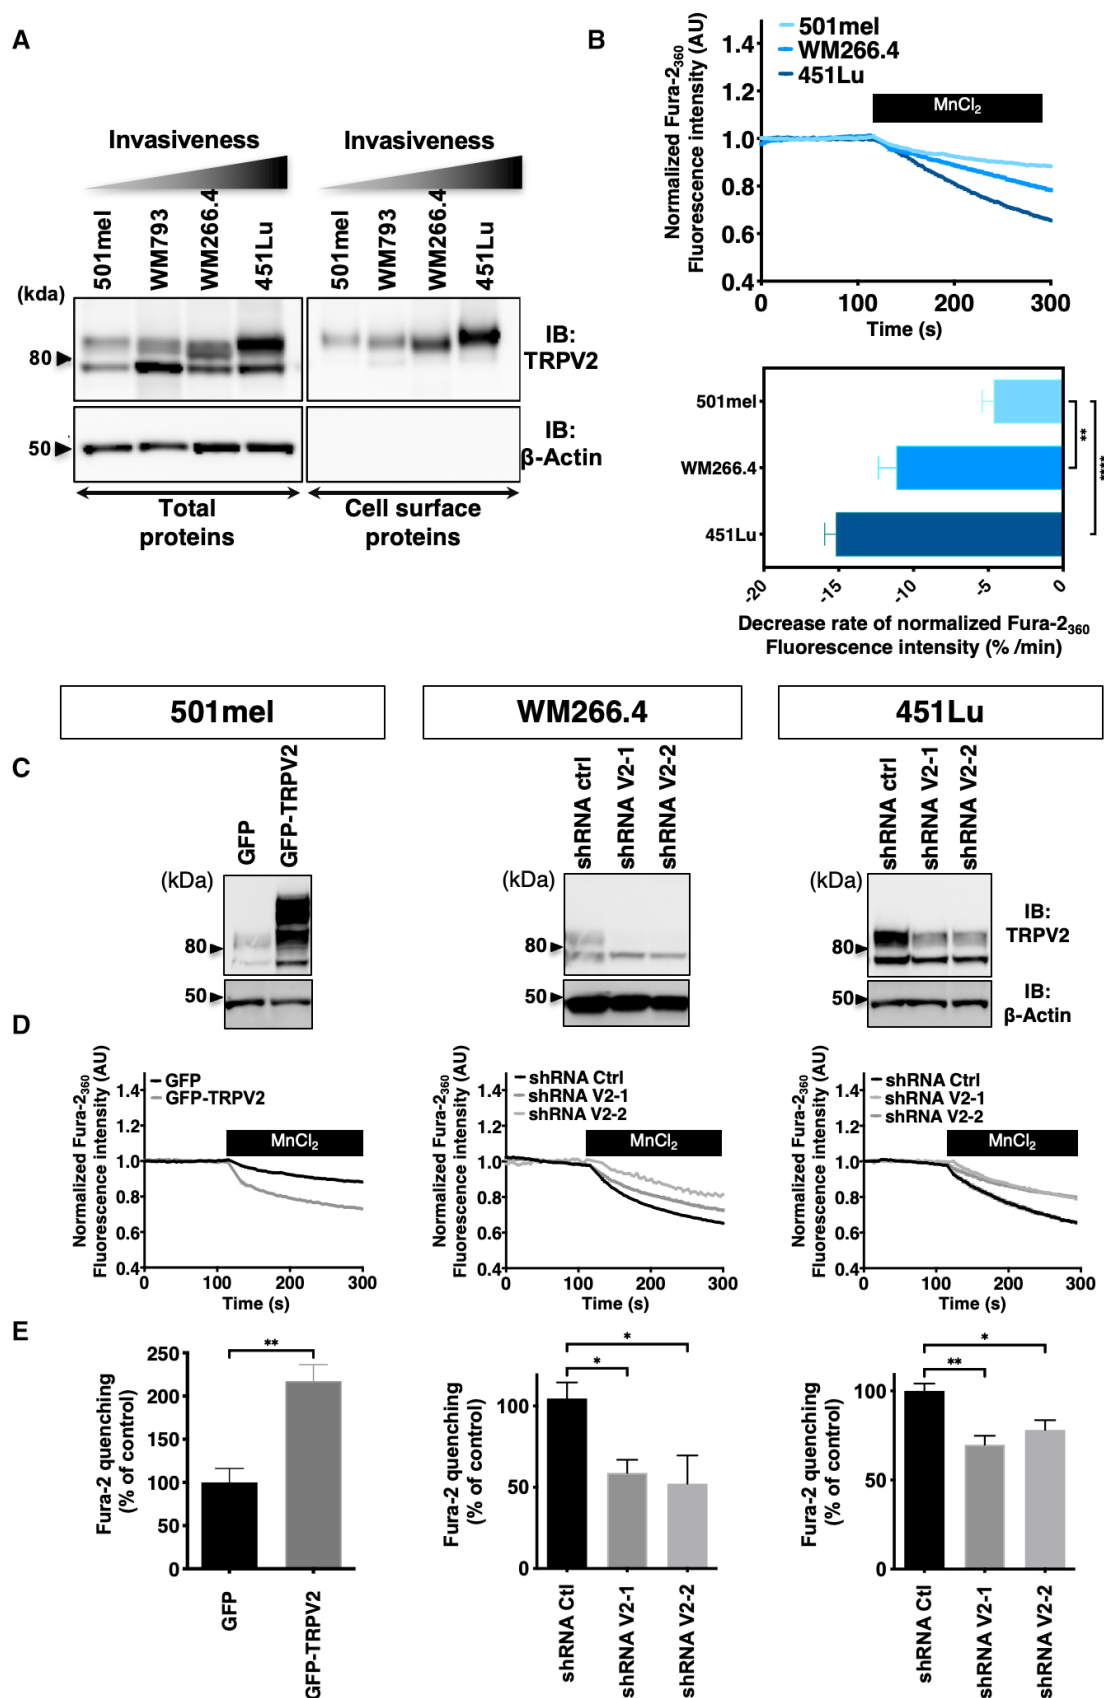 A
Invasiveness
Invasiveness
501mel
WM793
WM266.4
451Lu
501mel
WM793
WM266.4
451Lu
(kda)
80
50
IB:
TRPV2
IB:
β-Actin
Total
proteins
Cell surface
proteins
B
501mel
WM266.4
451Lu
MnCl2
Normalized Fura-2360
Fluorescence intensity (AU)
1.4
1.2
1.0
0.8
0.6
0.4
0
100
200
300
Time (s)
501mel
WM266.4
451Lu
**
****
-20
-15
-10
-5
0
Decrease rate of normalized Fura-2360
Fluorescence intensity (% /min)
501mel
WM266.4
451Lu
C
GFP
GFP-TRPV2
(kDa)
80
50
shRNA ctrl
shRNA V2-1
shRNA V2-2
(kDa)
80
50
shRNA ctrl
shRNA V2-1
shRNA V2-2
(kDa)
80
50
IB:
TRPV2
IB:
β-Actin
D
Normalized Fura-2360
Fluorescence intensity (AU)
1.4
1.2
1.0
0.8
0.6
0.4
GFP
GFP-TRPV2
MnCl2
0
100
200
300
Time (s)
Normalized Fura-2360
Fluorescence intensity (AU)
1.4
1.2
1.0
0.8
0.6
0.4
shRNA Ctrl
shRNA V2-1
shRNA V2-2
MnCl2
0
100
200
300
Time (s)
Normalized Fura-2360
Fluorescence intensity (AU)
1.4
1.2
1.0
0.8
0.6
0.4
shRNA Ctrl
shRNA V2-1
shRNA V2-2
MnCl2
0
100
200
300
Time (s)
E
Fura-2 quenching
(% of control)
250
200
150
100
50
0
**
GFP
GFP-TRPV2
Fura-2 quenching
(% of control)
100
50
0
*
*
shRNA Ctl
shRNA V2-1
shRNA V2-2
Fura-2 quenching
(% of control)
100
50
0
*
**
shRNA Ctl
shRNA V2-1
shRNA V2-2